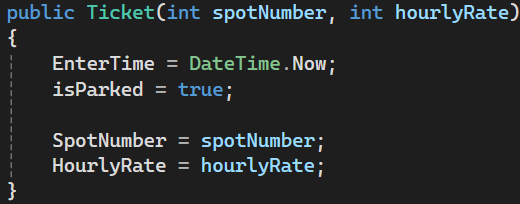 public Ticket(int spotNumber, int hourlyRate)
{
    EnterTime = DateTime.Now;
    isParked = true;

    SpotNumber = spotNumber;
    HourlyRate = hourlyRate;
}